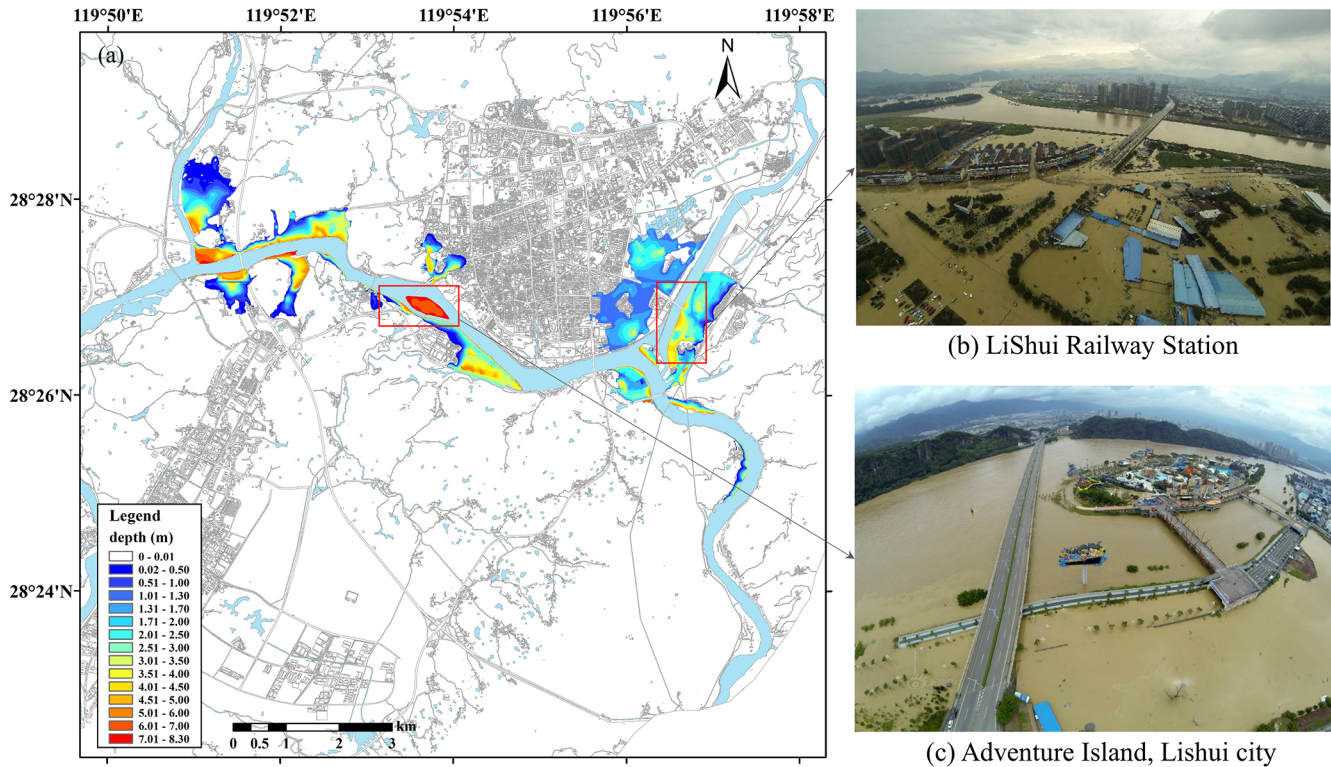 119°50'E 119°52'E 119°54'E 119°56'E 119°58'E
(a)
N
28°28'N
28°26'N
28°24'N
Legend
depth (m)
0 - 0.01
0.02 - 0.50
0.51 - 1.00
1.01 - 1.30
1.31 - 1.70
1.71 - 2.00
2.01 - 2.50
2.51 - 3.00
3.01 - 3.50
3.51 - 4.00
4.01 - 4.50
4.51 - 5.00
5.01 - 6.00
6.01 - 7.00
7.01 - 8.30
km
0 0.5 1 2 3
(b) LiShui Railway Station
(c) Adventure Island, Lishui city